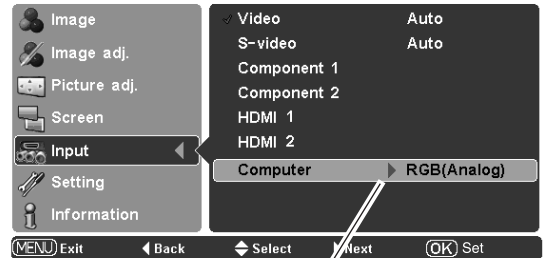 Image
Image adj.
Picture adj.
Screen
Input
Setting
Information
Video Auto
S-video Auto
Component 1
Component 2
HDMI 1
HDMI 2
Computer RGB(Analog)
MENU Exit Back Select Next OK Set